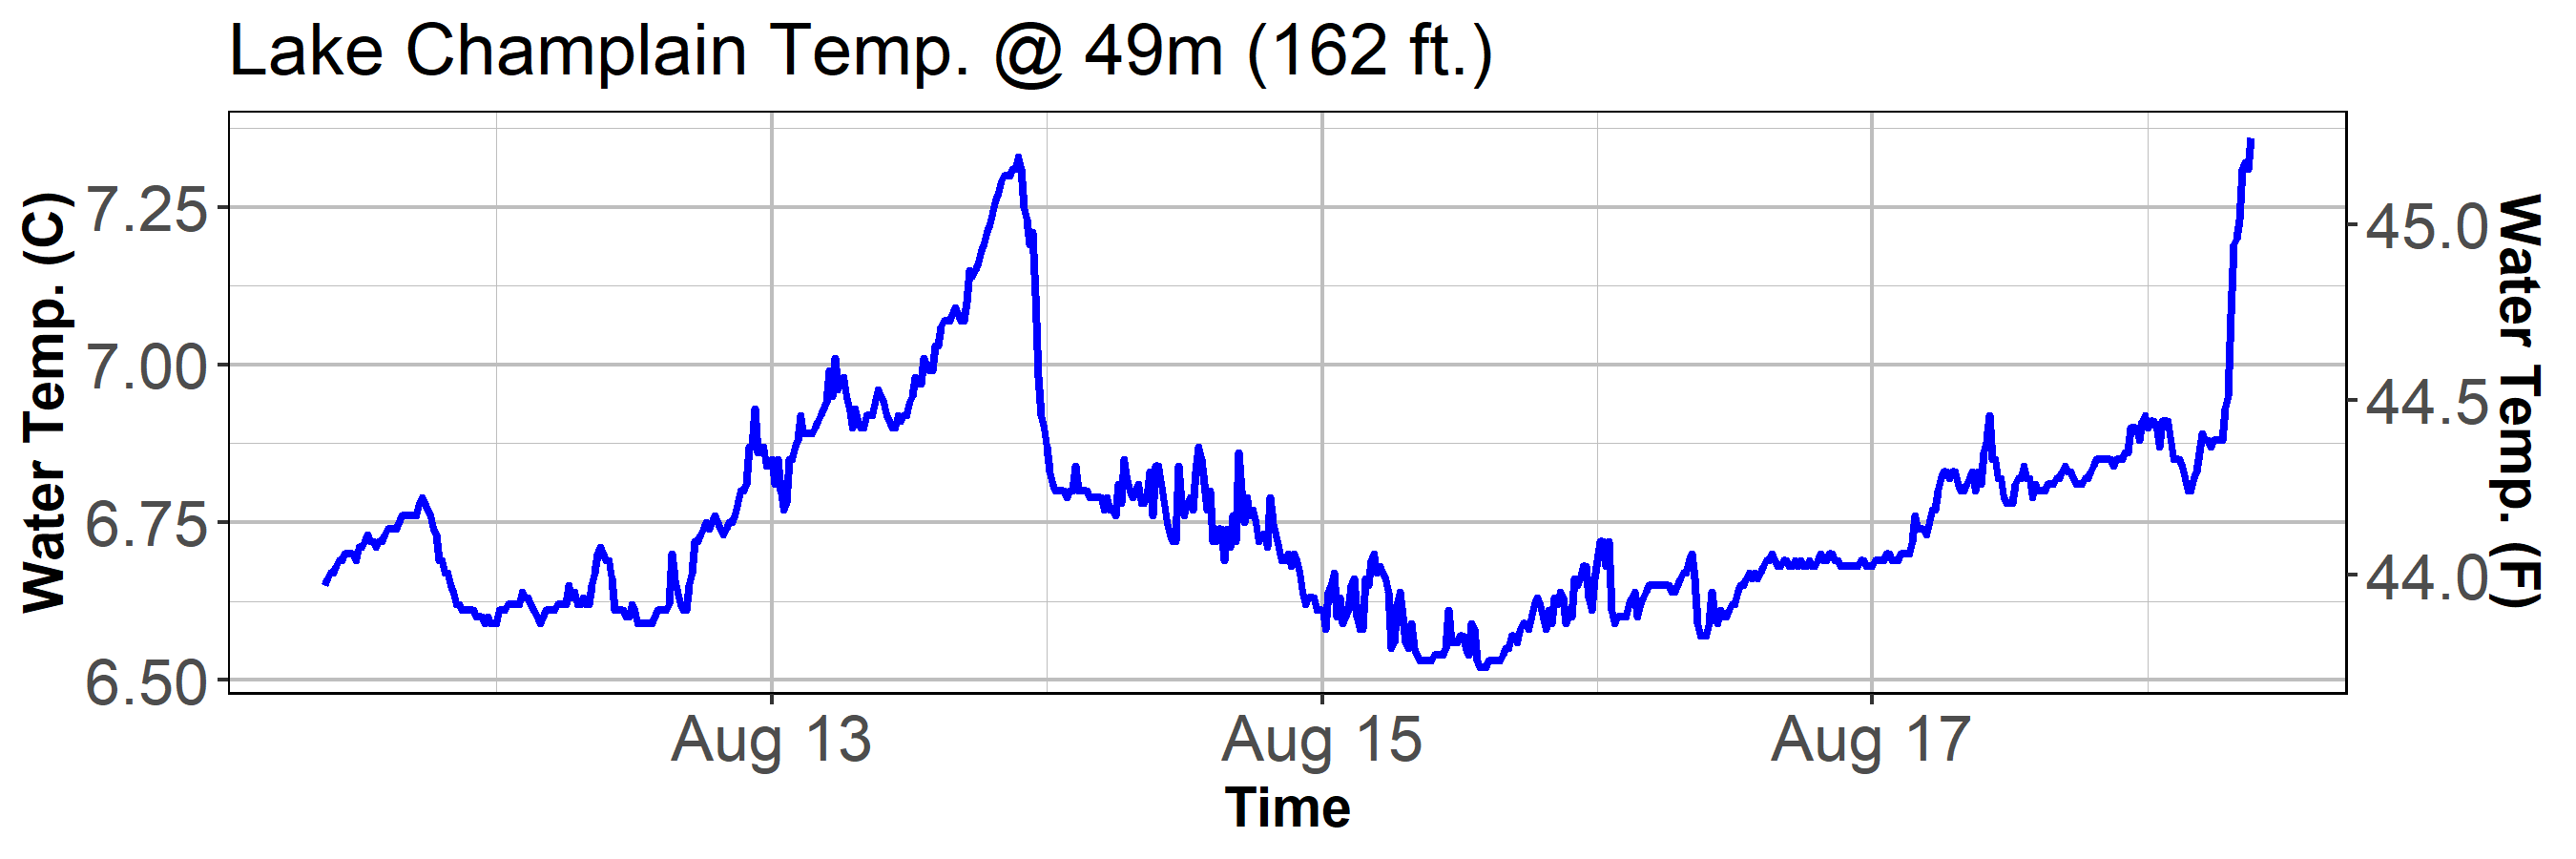 Lake Champlain Temp. @ 49m (162 ft.)
Water Temp. (C)
7.25
7.00
6.75
6.50
45.0
44.5
44.0
Water Temp. (F)
Aug 13 Aug 15 Aug 17
Time